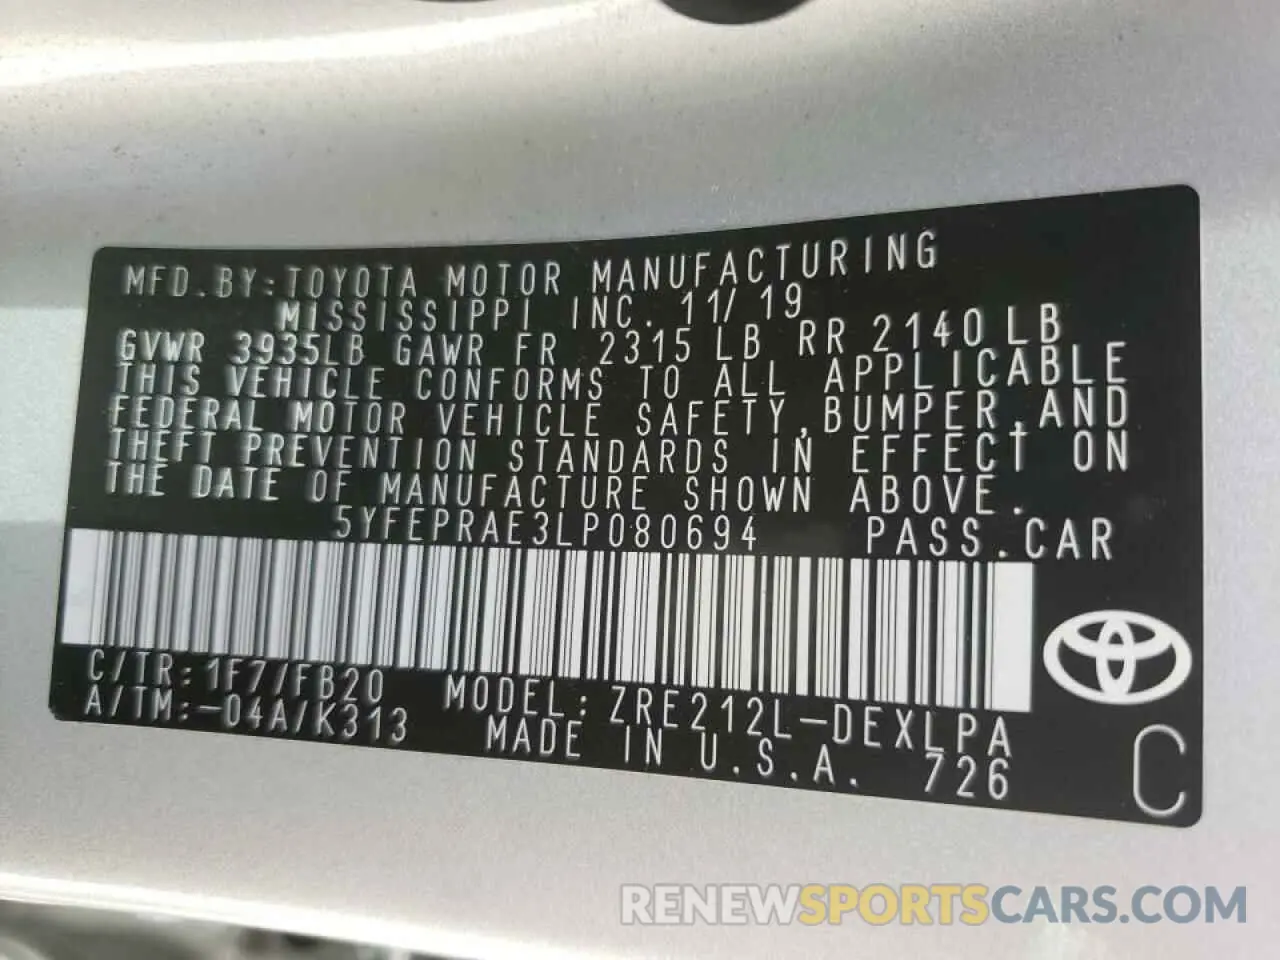 MFD.BY:TOYOTA MOTOR MANUFACTURING
MISSISSIPPI INC. 11/19
GVWR 3935LB GAWR FR 2315 LB RR 2140 LB
THIS VEHICLE CONFORMS TO ALL APPLICABLE
FEDERAL MOTOR VEHICLE SAFETY, BUMPER, AND
THEFT PREVENTION STANDARDS IN EFFECT ON
THE DATE OF MANUFACTURE SHOWN ABOVE.
5YFEPRAE3LP080694 PASS.CAR
C/TR:1F7/FB20 MODEL:ZRE212L-DEXLPA
A/TM:-04A/K313 MADE IN U.S.A. 726
C
RENEWSPORTSCARS.COM